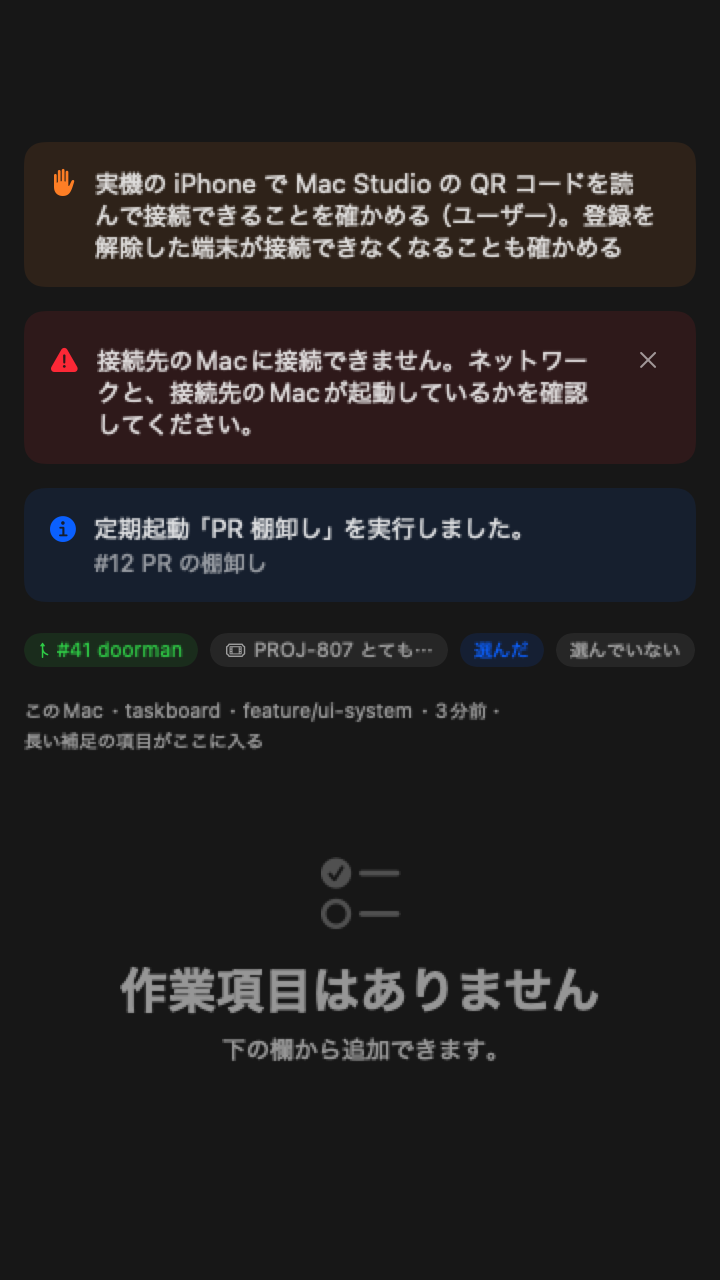 実機の iPhone で Mac Studio の QR コードを読
んで接続できることを確かめる（ユーザー）。登録を
解除した端末が接続できなくなることも確かめる
接続先のMacに接続できません。ネットワー
クと、接続先のMacが起動しているかを確認
してください。
定期起動「PR 棚卸し」を実行しました。
#12 PR の棚卸し
#41 doorman
PROJ-807 とても…
選んだ
選んでいない
このMac · taskboard · feature/ui-system · 3分前 ·
長い補足の項目がここに入る
作業項目はありません
下の欄から追加できます。